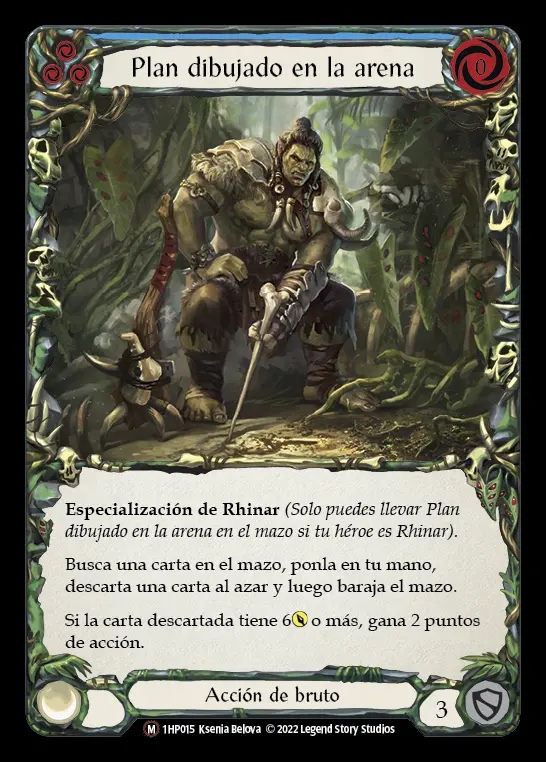 Plan dibujado en la arena
0
Especialización de Rhinar (Solo puedes llevar Plan
dibujado en la arena en el mazo si tu héroe es Rhinar).
Busca una carta en el mazo, ponla en tu mano,
descarta una carta al azar y luego baraja el mazo.
Si la carta descartada tiene 6 o más, gana 2 puntos
de acción.
Acción de bruto
3
M 1HP015 Ksenia Belova © 2022 Legend Story Studios